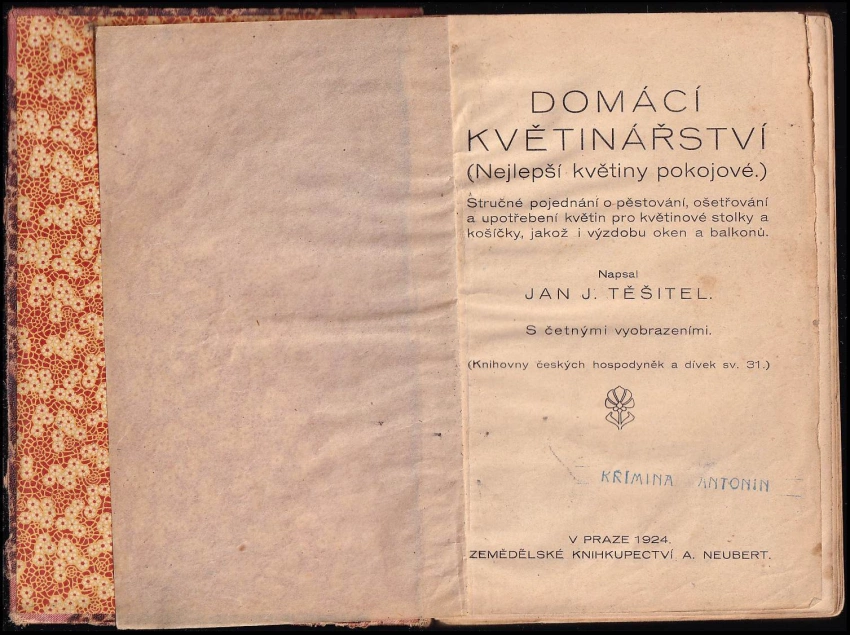 DOMÁCÍ
KVĚTINÁŘSTVÍ
(Nejlepší květiny pokojové.)
Stručné pojednání o pěstování, ošetřování
a upotřebení květin pro květinové stolky a
košíčky, jakož i výzdobu oken a balkonů.
Napsal
JAN J. TĚŠITEL.
S četnými vyobrazeními.
(Knihovny českých hospodyněk a dívek sv. 31.)
KŘIMINA ANTONÍN
V PRAZE 1924.
ZEMĚDĚLSKÉ KNIHKUPECTVÍ A. NEUBERT.